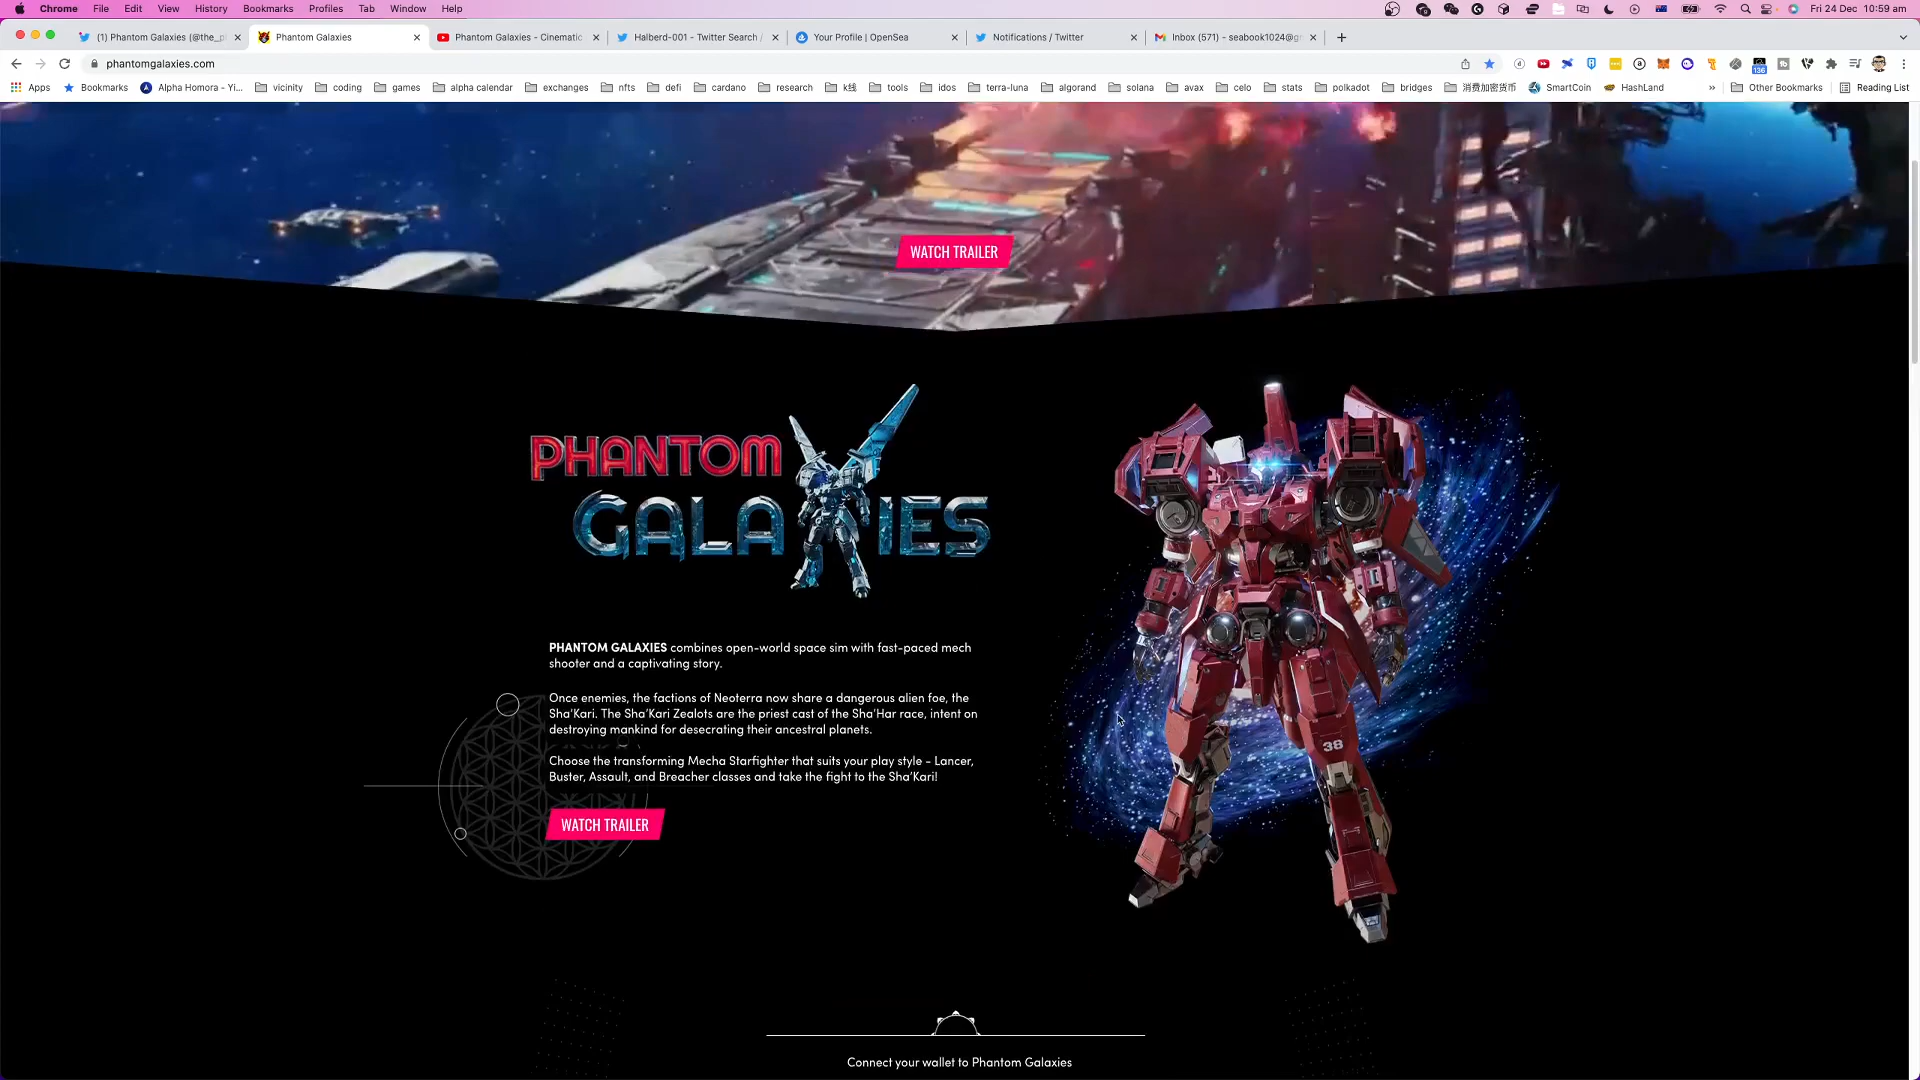 Chrome File Edit View History Bookmarks Profiles Tab Window Help Fri 24 Dec 10:59 am
(1) Phantom Galaxies (@the_p Phantom Galaxies Phantom Galaxies - Cinematic Halberd-001 - Twitter Search / Your Profile | OpenSea Notifications / Twitter Inbox (571) - seabook1024@g
phantomgalaxies.com
136
Apps Bookmarks Alpha Homora - Yi... vicinity coding games alpha calendar exchanges nfts defi cardano research k线 tools idos terra-luna algorand solana avax celo stats polkadot bridges 消费加密货币 SmartCoin HashLand » Other Bookmarks Reading List
WATCH TRAILER
PHANTOM
GALAXIES
PHANTOM GALAXIES combines open-world space sim with fast-paced mech
shooter and a captivating story.
Once enemies, the factions of Neoterra now share a dangerous alien foe, the
Sha'Kari. The Sha'Kari Zealots are the priest cast of the Sha'Har race, intent on
destroying mankind for desecrating their ancestral planets.
Choose the transforming Mecha Starfighter that suits your play style - Lancer,
Buster, Assault, and Breacher classes and take the fight to the Sha'Kari!
WATCH TRAILER
38
Connect your wallet to Phantom Galaxies